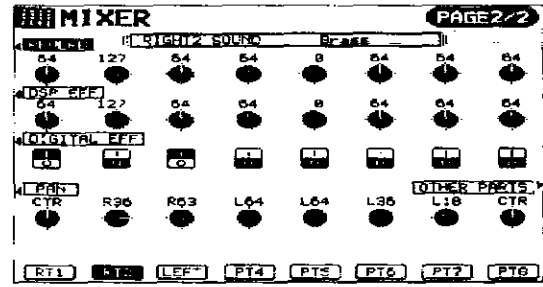 MIXER PAGE2/2
RIGHT2 SOUND Brass
64 127 64 64 0 64 64 64
DSP EFF
64 127 64 64 0 64 64 64
DIGITAL EFF
PAN OTHER PARTS
CTR R36 R63 L64 L64 L36 L18 CTR
RT1 LEFT PT4 PT5 PT6 PT7 PT8